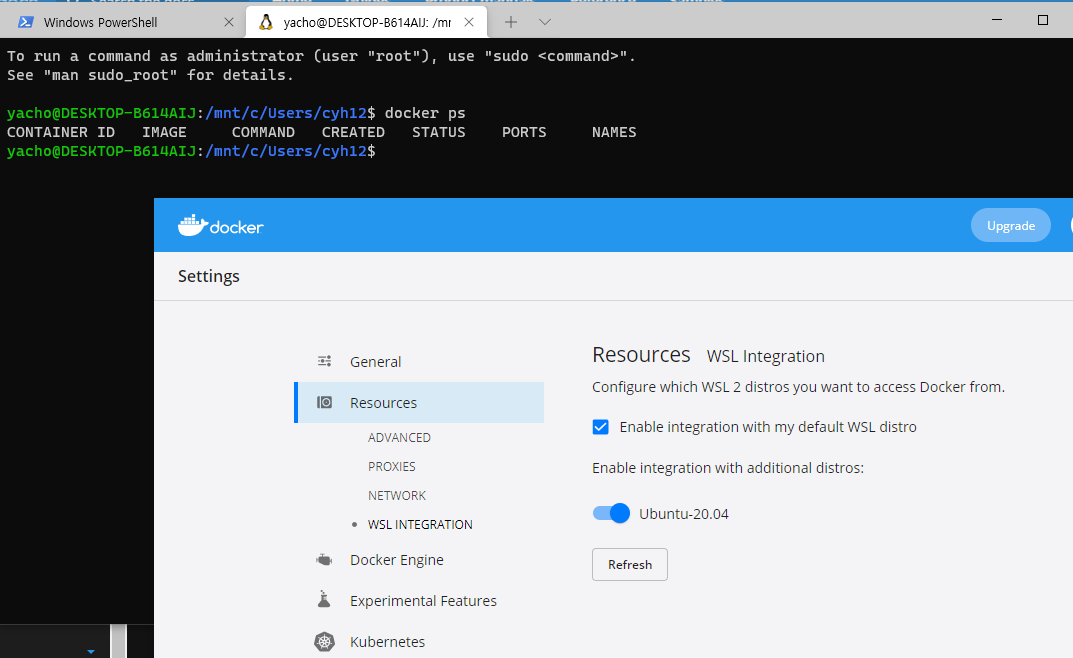 Windows PowerShell
yacho@DESKTOP-B614AIJ: /mn
To run a command as administrator (user "root"), use "sudo <command>".
See "man sudo_root" for details.
yacho@DESKTOP-B614AIJ:/mnt/c/Users/cyh12$ docker ps
CONTAINER ID IMAGE COMMAND CREATED STATUS PORTS NAMES
yacho@DESKTOP-B614AIJ:/mnt/c/Users/cyh12$
docker
Upgrade
Settings
General
Resources
ADVANCED
PROXIES
NETWORK
WSL INTEGRATION
Docker Engine
Experimental Features
Kubernetes
Resources WSL Integration
Configure which WSL 2 distros you want to access Docker from.
Enable integration with my default WSL distro
Enable integration with additional distros:
Ubuntu-20.04
Refresh